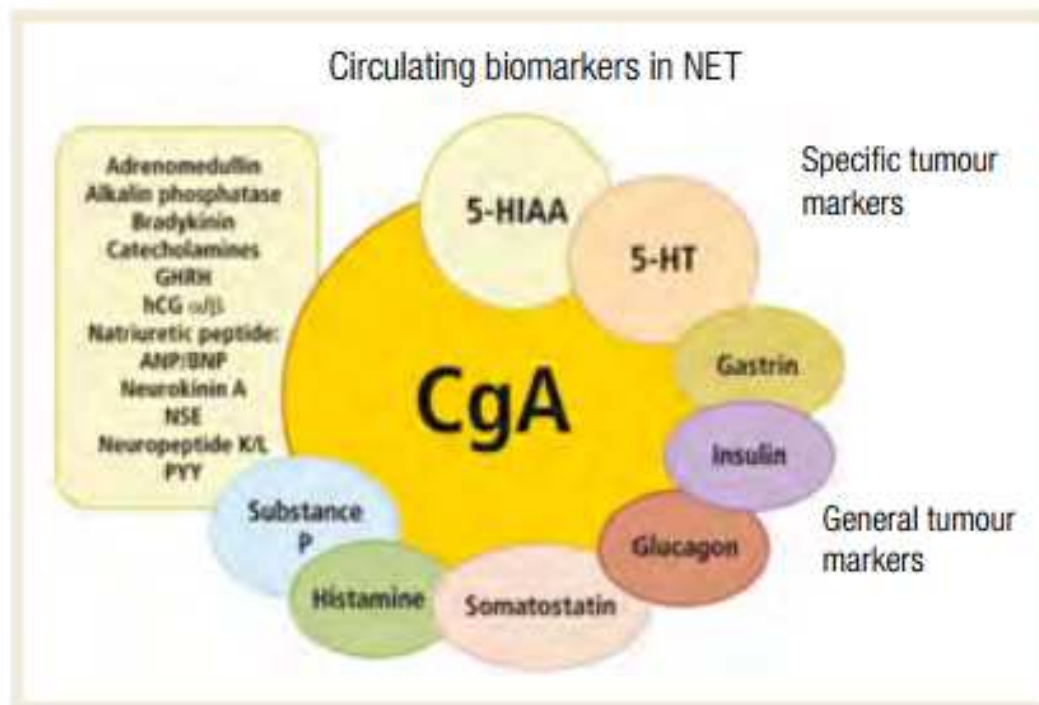 Circulating biomarkers in NET
Adrenomedullin
Alkalin phosphatase
Bradykinin
Catecholamines
GHRH
hCG α/β
Natriuretic peptide:
ANP/BNP
Neurokinin A
NSE
Neuropeptide K/L
PYY
5-HIAA
5-HT
Specific tumour
markers
CgA
Gastrin
Insulin
Glucagon
General tumour
markers
Somatostatin
Histamine
Substance
P